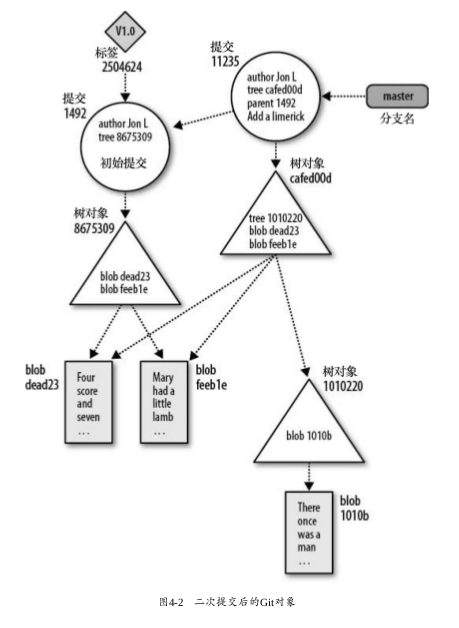 V1.0
标签
2504624
提交
1492
author Jon L
tree 8675309
初始提交
提交
11235
author Jon L
tree cafed00d
parent 1492
Add a limerick
master
分支名
树对象
8675309
blob dead23
blob feeb1e
树对象
cafed00d
tree 1010220
blob dead23
blob feeb1e
blob
dead23
Four
score
and
seven
...
Mary
had a
little
lamb
...
blob
feeb1e
树对象
1010220
blob 1010b
There
once
was a
man
...
blob
1010b
图4-2 二次提交后的Git对象